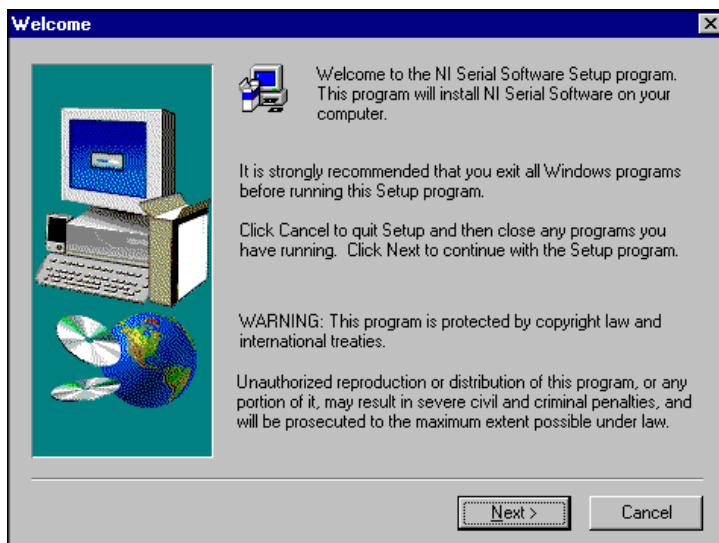 Welcome
Welcome to the NI Serial Software Setup program.
This program will install NI Serial Software on your
computer.
It is strongly recommended that you exit all Windows programs
before running this Setup program.
Click Cancel to quit Setup and then close any programs you
have running.  Click Next to continue with the Setup program.
WARNING: This program is protected by copyright law and
international treaties.
Unauthorized reproduction or distribution of this program, or any
portion of it, may result in severe civil and criminal penalties, and
will be prosecuted to the maximum extent possible under law.
Next >
Cancel